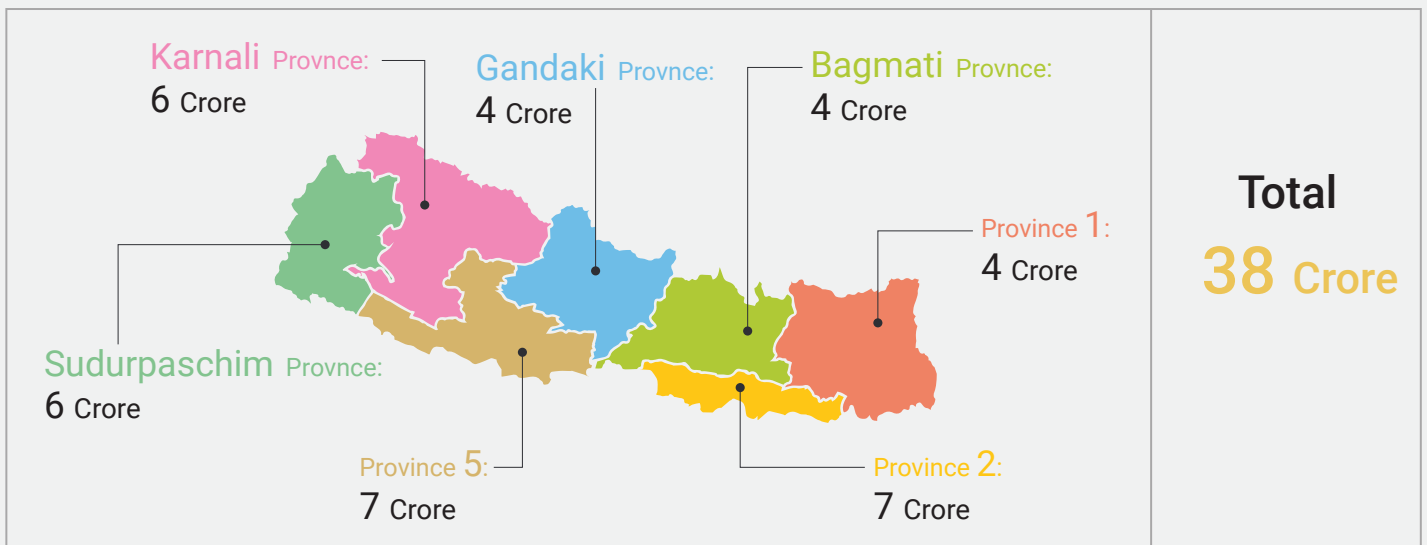 Karnali Provnce:
6 Crore
Gandaki Provnce:
4 Crore
Bagmati Provnce:
4 Crore
Province 1:
4 Crore
Sudurpaschim Provnce:
6 Crore
Province 5:
7 Crore
Province 2:
7 Crore
Total
38 Crore